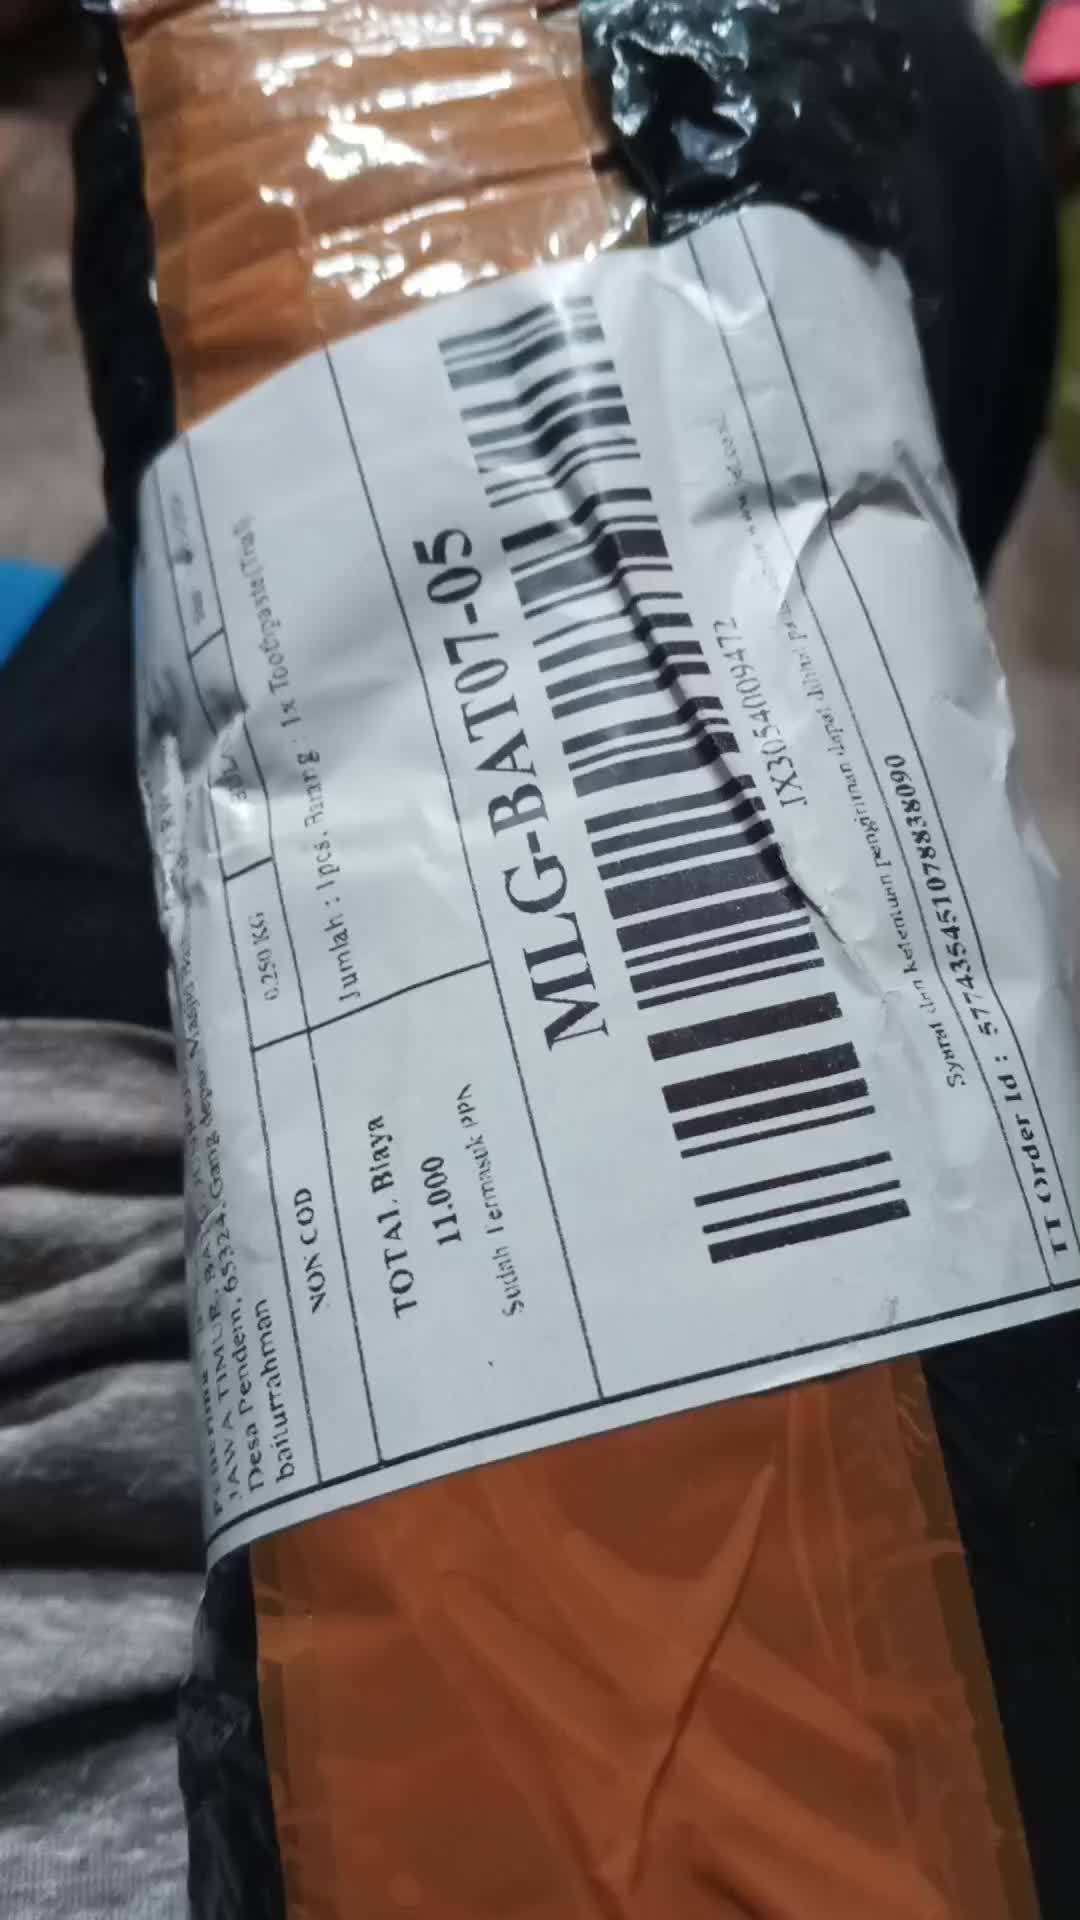 JAWA TIMUR,
Desa Pendem, 65324, Gang depan Masjid
baiturrahman
NON COD
0.250 KG
Jumlah : 1pcs, Barang : 1x Toothpaste(Trial)
TOTAL Biaya
11.000
Sudah Termasuk PPN
MLG-BAT07-05
JX3054009472
Syarat dan ketentuan pengiriman dapat dilihat pada
TT Order Id : 577435451078838090